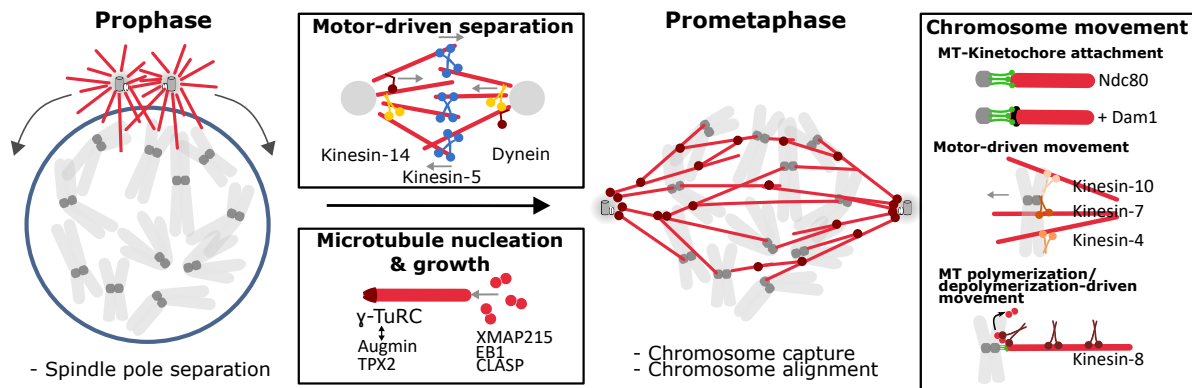 Prophase
- Spindle pole separation
Motor-driven separation
Kinesin-14
Dynein
Kinesin-5
Microtubule nucleation
& growth
γ-TuRC
Augmin
TPX2
XMAP215
EB1
CLASP
Prometaphase
- Chromosome capture
- Chromosome alignment
Chromosome movement
MT-Kinetochore attachment
Ndc80
+ Dam1
Motor-driven movement
Kinesin-10
Kinesin-7
Kinesin-4
MT polymerization/
depolymerization-driven
movement
Kinesin-8